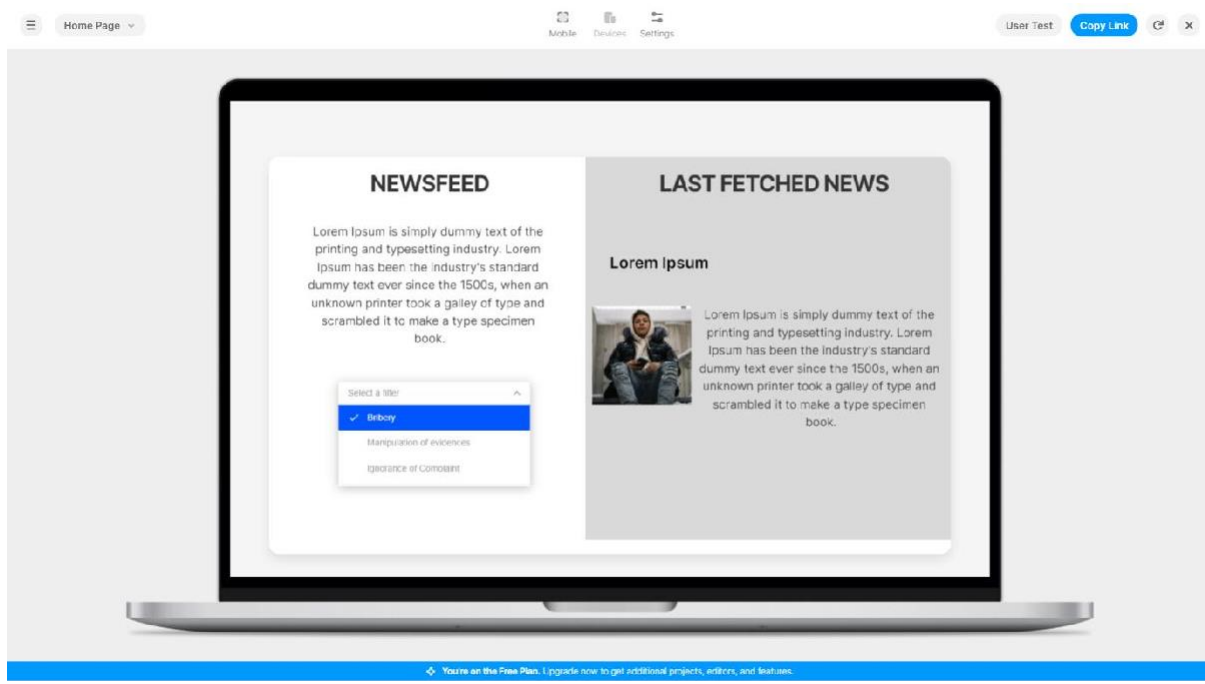 Home Page
Mobile
Devices
Settings
User Test
Copy Link
NEWSFEED
Lorem Ipsum is simply dummy text of the
printing and typesetting industry. Lorem
Ipsum has been the industry's standard
dummy text ever since the 1500s, when an
unknown printer took a galley of type and
scrambled it to make a type specimen
book.
Select a filter
Bribery
Manipulation of evidences
Ignorance of Complaint
LAST FETCHED NEWS
Lorem Ipsum
Lorem Ipsum is simply dummy text of the
printing and typesetting industry. Lorem
Ipsum has been the industry's standard
dummy text ever since the 1500s, when an
unknown printer took a galley of type and
scrambled it to make a type specimen
book.
You're on the Free Plan. Upgrade now to get additional projects, editors, and features.